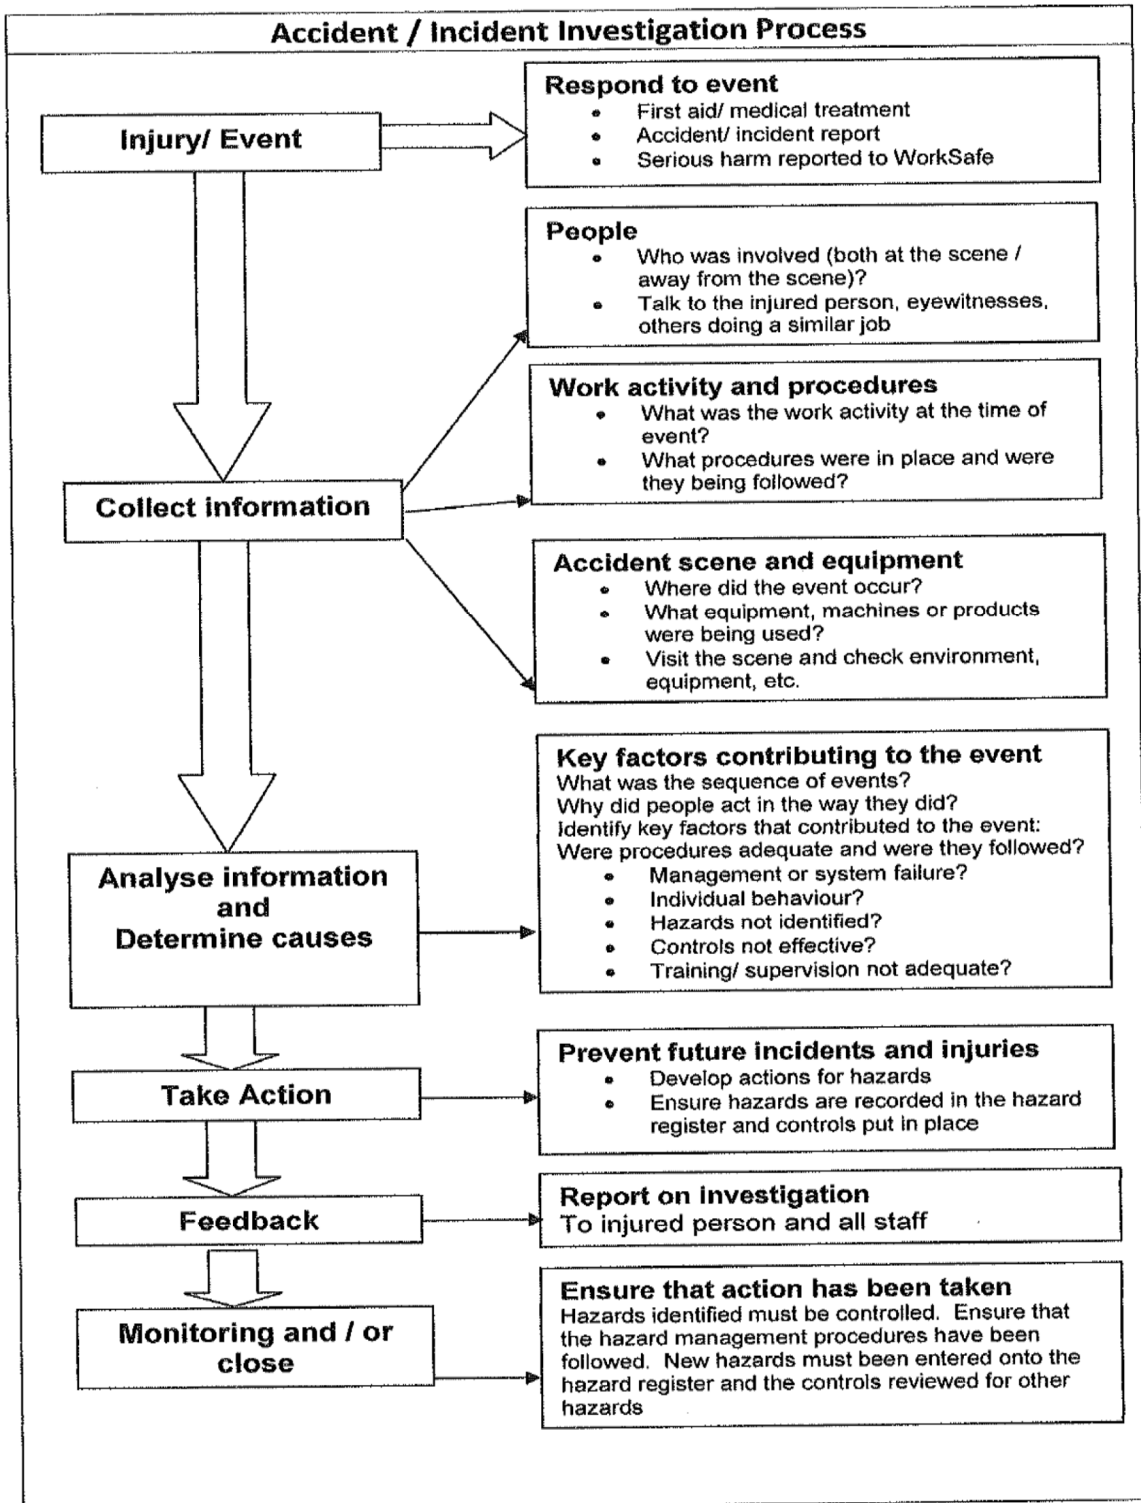 Accident / Incident Investigation Process
Injury/ Event
Respond to event
• First aid/ medical treatment
• Accident/ incident report
• Serious harm reported to WorkSafe
People
• Who was involved (both at the scene /
away from the scene)?
• Talk to the injured person, eyewitnesses,
others doing a similar job
Work activity and procedures
• What was the work activity at the time of
event?
• What procedures were in place and were
they being followed?
Collect information
Accident scene and equipment
• Where did the event occur?
• What equipment, machines or products
were being used?
• Visit the scene and check environment,
equipment, etc.
Analyse information
and
Determine causes
Key factors contributing to the event
What was the sequence of events?
Why did people act in the way they did?
Identify key factors that contributed to the event:
Were procedures adequate and were they followed?
• Management or system failure?
• Individual behaviour?
• Hazards not identified?
• Controls not effective?
• Training/ supervision not adequate?
Take Action
Prevent future incidents and injuries
• Develop actions for hazards
• Ensure hazards are recorded in the hazard
register and controls put in place
Feedback
Report on investigation
To injured person and all staff
Monitoring and / or
close
Ensure that action has been taken
Hazards identified must be controlled. Ensure that
the hazard management procedures have been
followed. New hazards must been entered onto the
hazard register and the controls reviewed for other
hazards